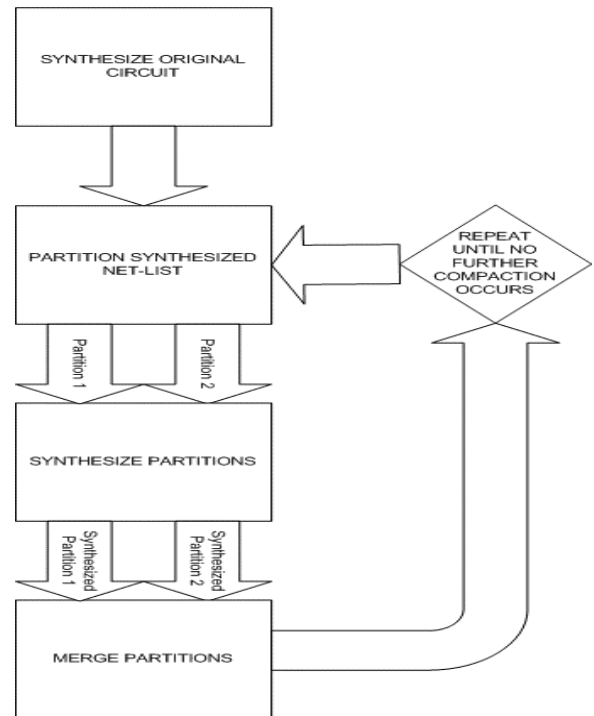 SYNTHESIZE ORIGINAL
CIRCUIT
PARTITION SYNTHESIZED
NET-LIST
REPEAT
UNTIL NO
FURTHER
COMPACTION
OCCURS
Partition 1
Partition 2
SYNTHESIZE PARTITIONS
Synthesized
Partition 1
Synthesized
Partition 2
MERGE PARTITIONS